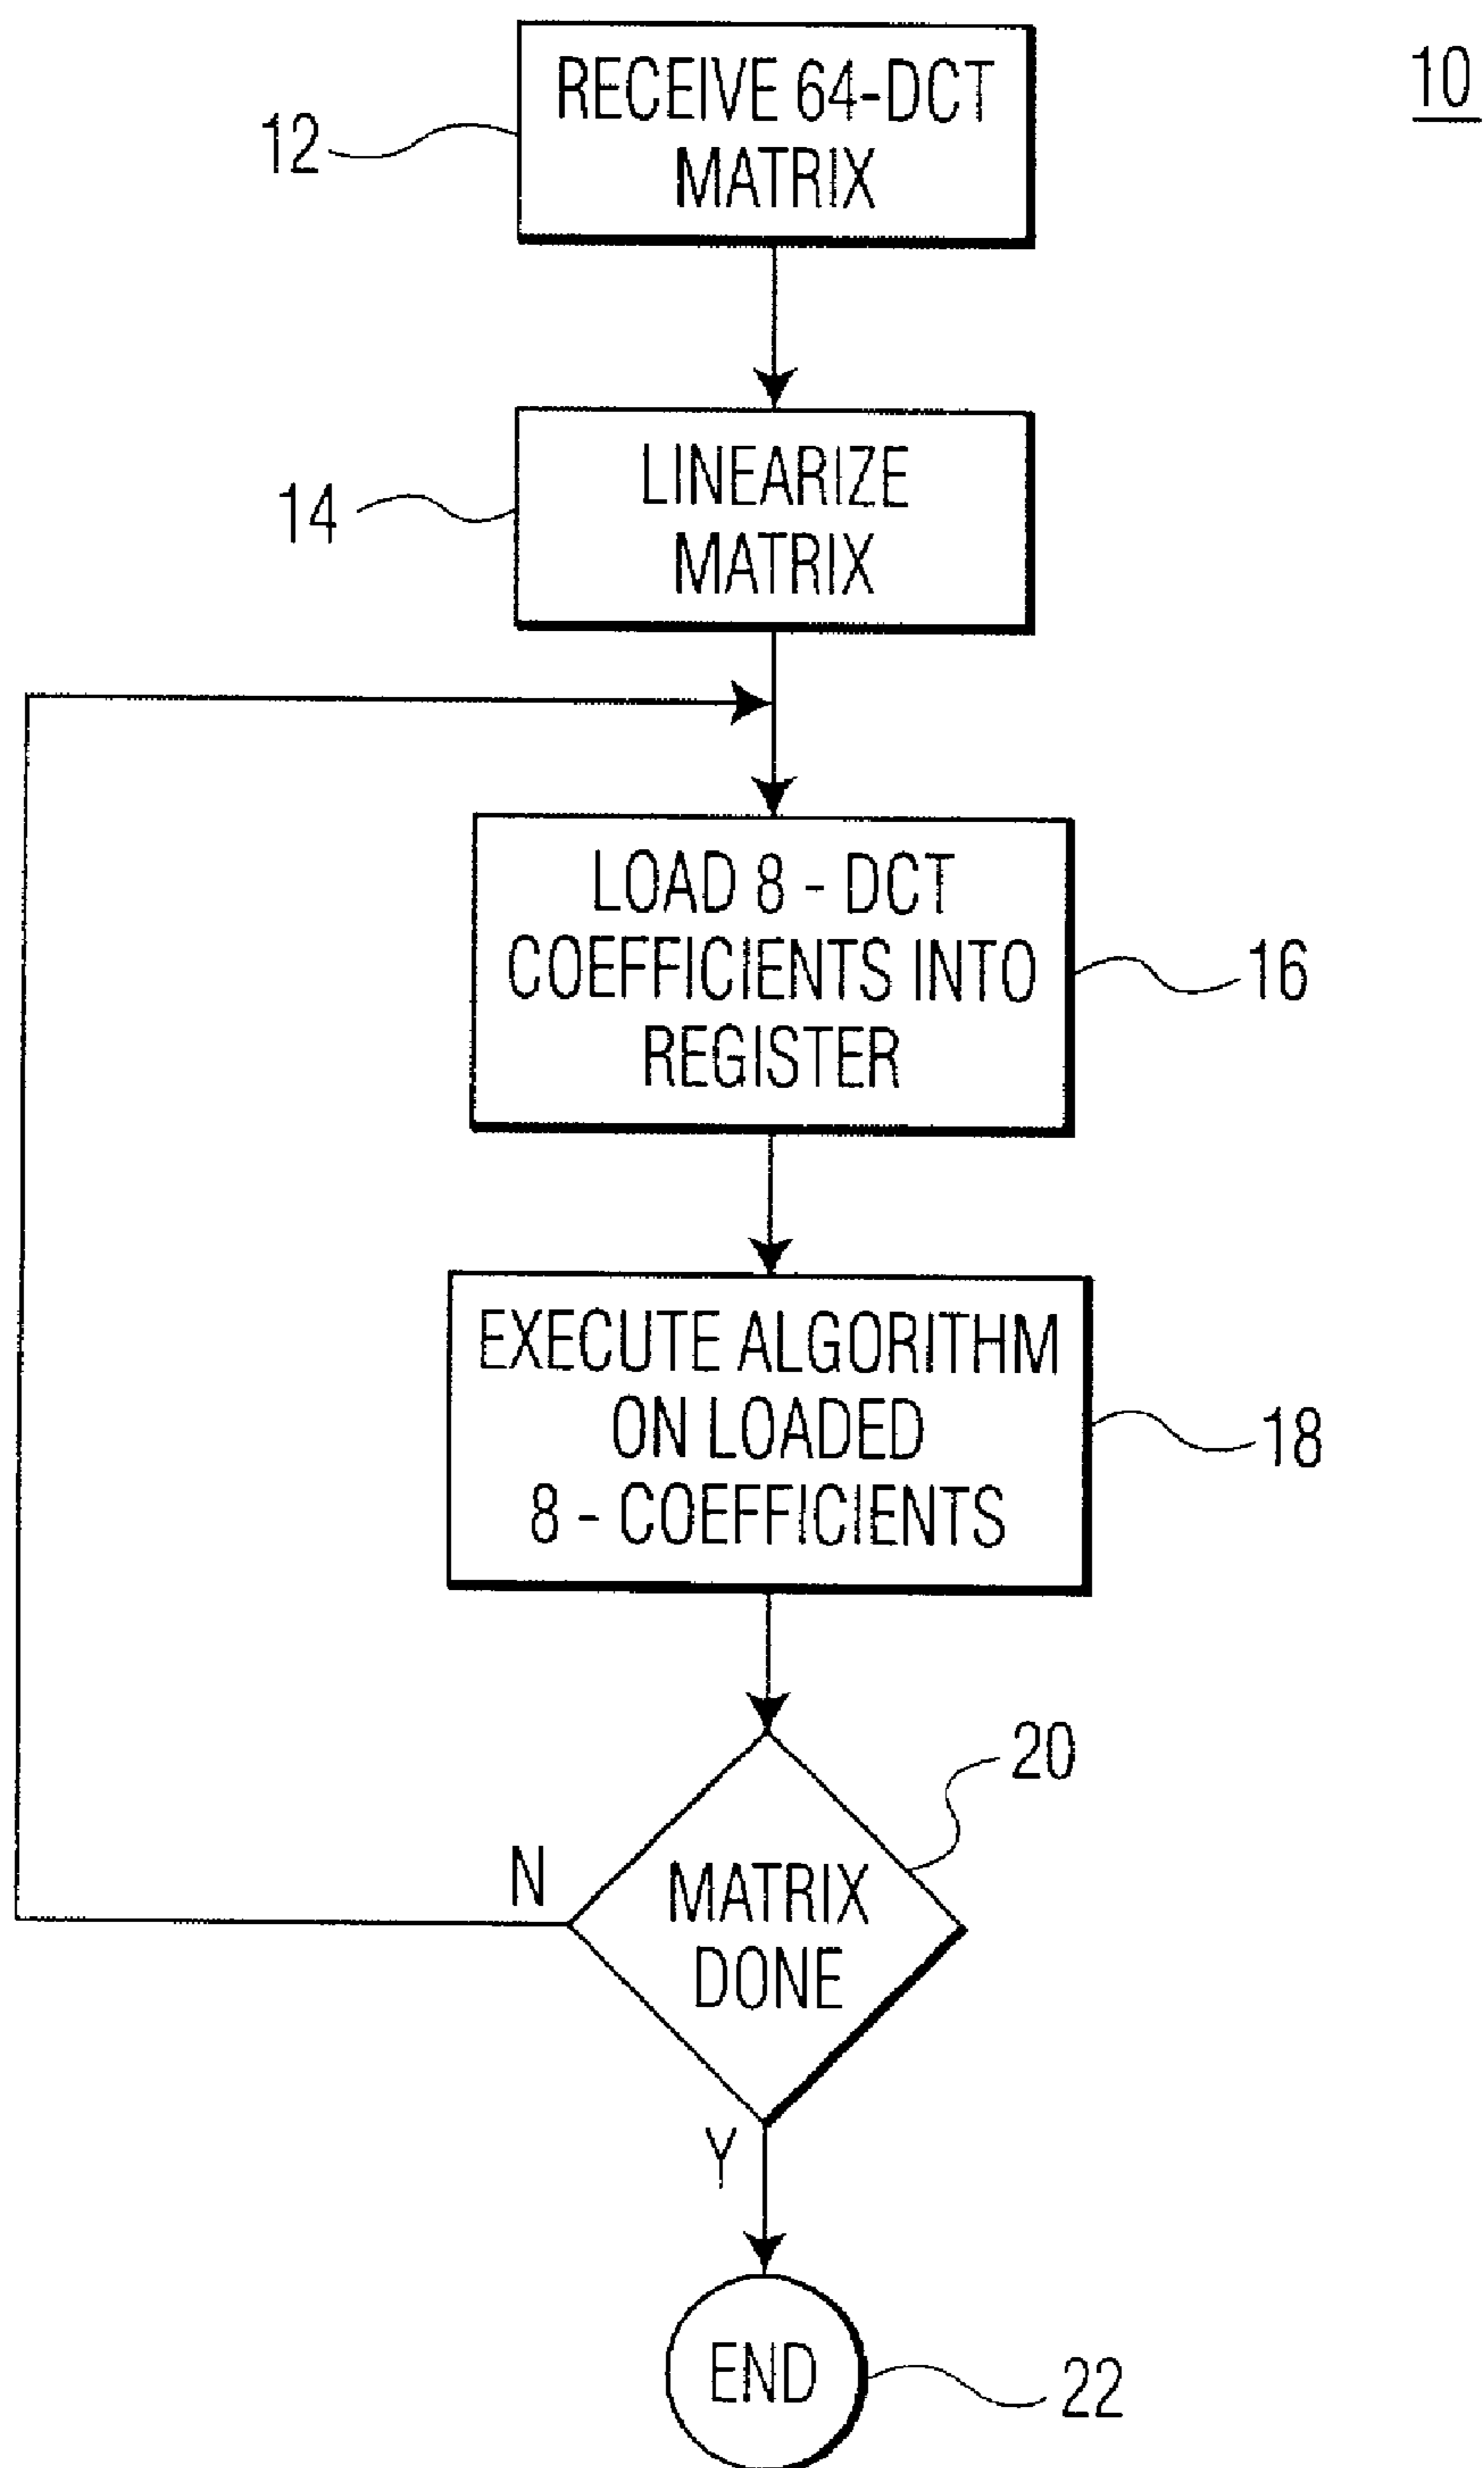 10
RECEIVE 64-DCT
MATRIX
12
LINEARIZE
MATRIX
14
LOAD 8 - DCT
COEFFICIENTS INTO
REGISTER
16
EXECUTE ALGORITHM
ON LOADED
8 - COEFFICIENTS
18
20
MATRIX
DONE
N
Y
END
22